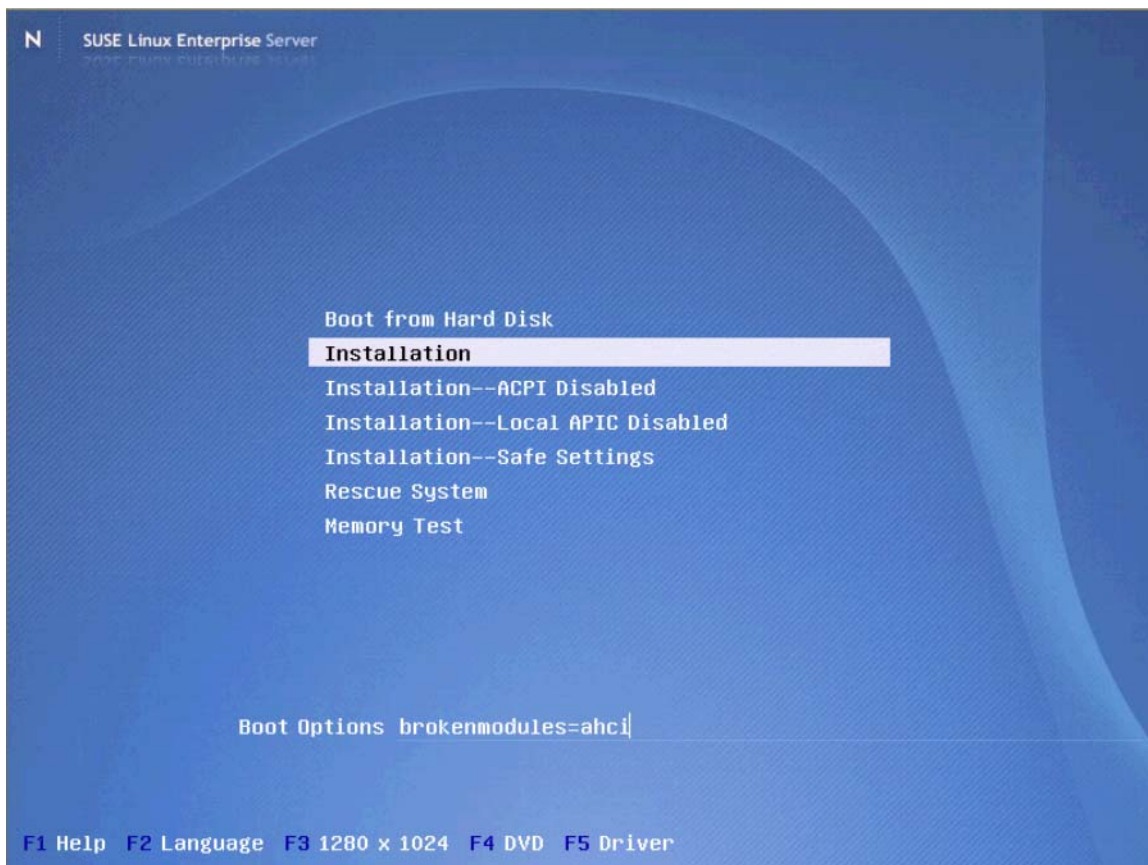 N SUSE Linux Enterprise Server
Boot from Hard Disk
Installation
Installation--ACPI Disabled
Installation--Local APIC Disabled
Installation--Safe Settings
Rescue System
Memory Test
Boot Options brokenmodules=ahci
F1 Help F2 Language F3 1280 x 1024 F4 DVD F5 Driver